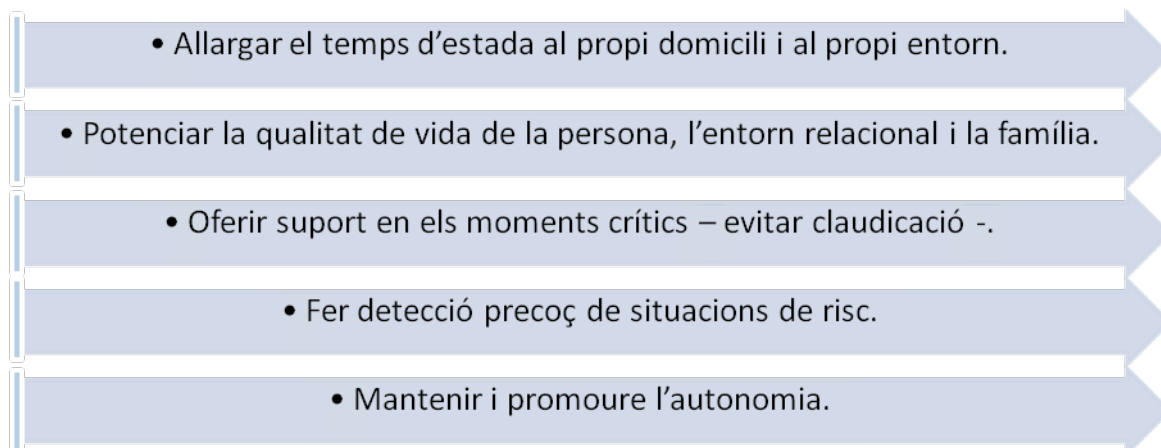 • Allargar el temps d’estada al propi domicili i al propi entorn.
• Potenciar la qualitat de vida de la persona, l’entorn relacional i la família.
• Oferir suport en els moments crítics – evitar claudicació -.
• Fer detecció precoç de situacions de risc.
• Mantenir i promoure l’autonomia.